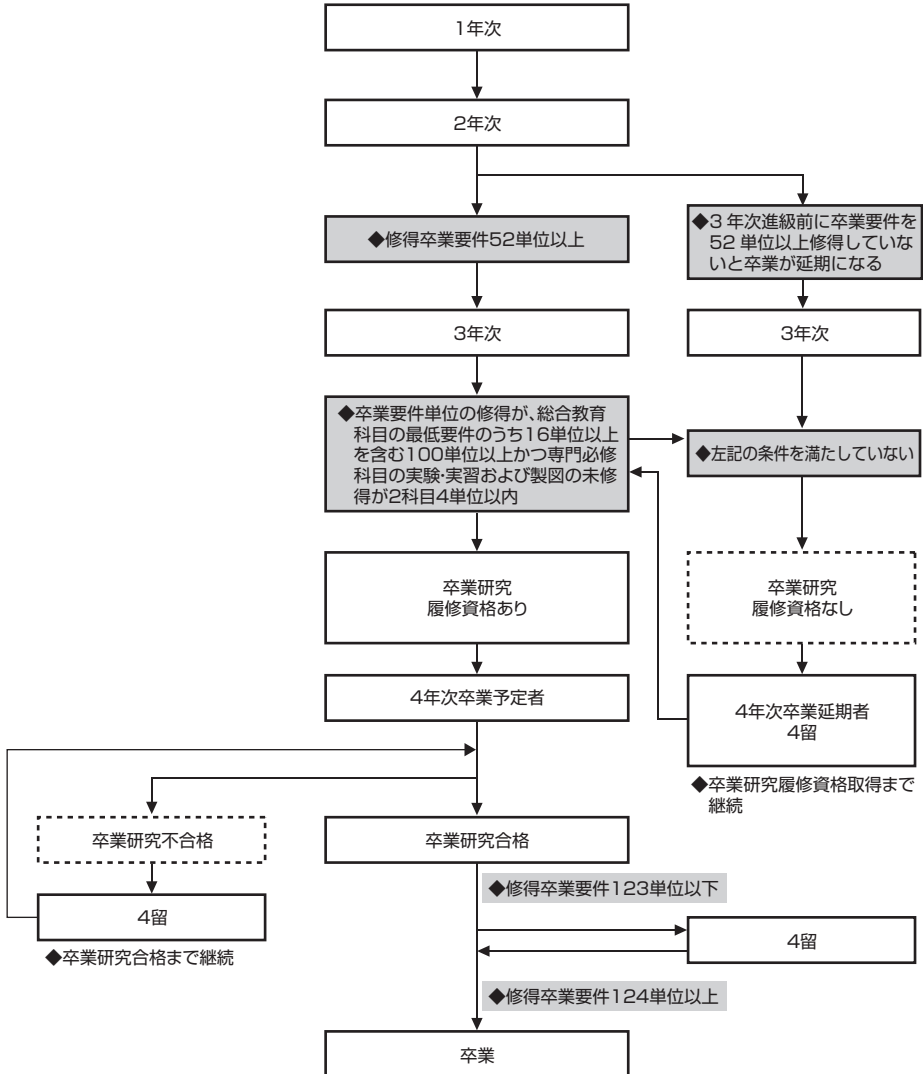 1年次
2年次
◆修得卒業要件52単位以上
◆3 年次進級前に卒業要件を
52 単位以上修得していな
いと卒業が延期になる
3年次
3年次
◆卒業要件単位の修得が、総合教育
科目の最低要件のうち16単位以上
を含む100単位以上かつ専門必修
科目の実験・実習および製図の未修
得が2科目4単位以内
◆左記の条件を満たしていない
卒業研究
履修資格あり
卒業研究
履修資格なし
4年次卒業予定者
4年次卒業延期者
4留
◆卒業研究履修資格取得まで
継続
卒業研究不合格
卒業研究合格
◆修得卒業要件123単位以下
4留
◆卒業研究合格まで継続
4留
◆修得卒業要件124単位以上
卒業